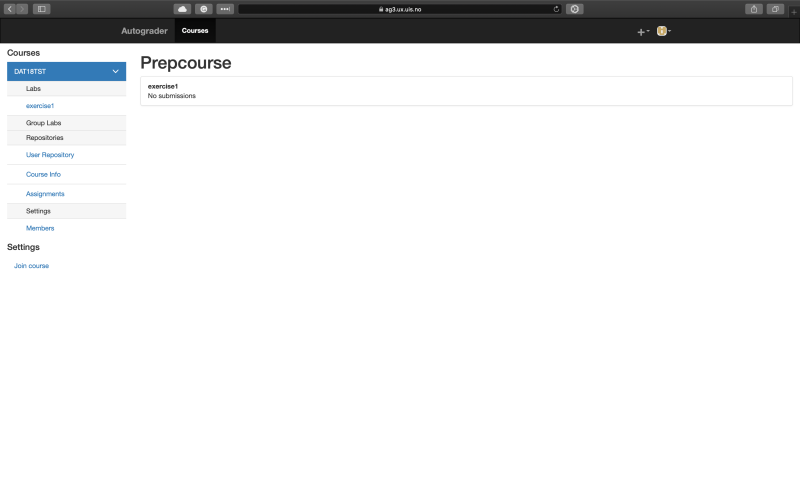 ag3.ux.uis.no
Autograder
Courses
Courses
DAT18TST
Labs
exercise1
Group Labs
Repositories
User Repository
Course Info
Assignments
Settings
Members
Settings
Join course
Prepcourse
exercise1
No submissions